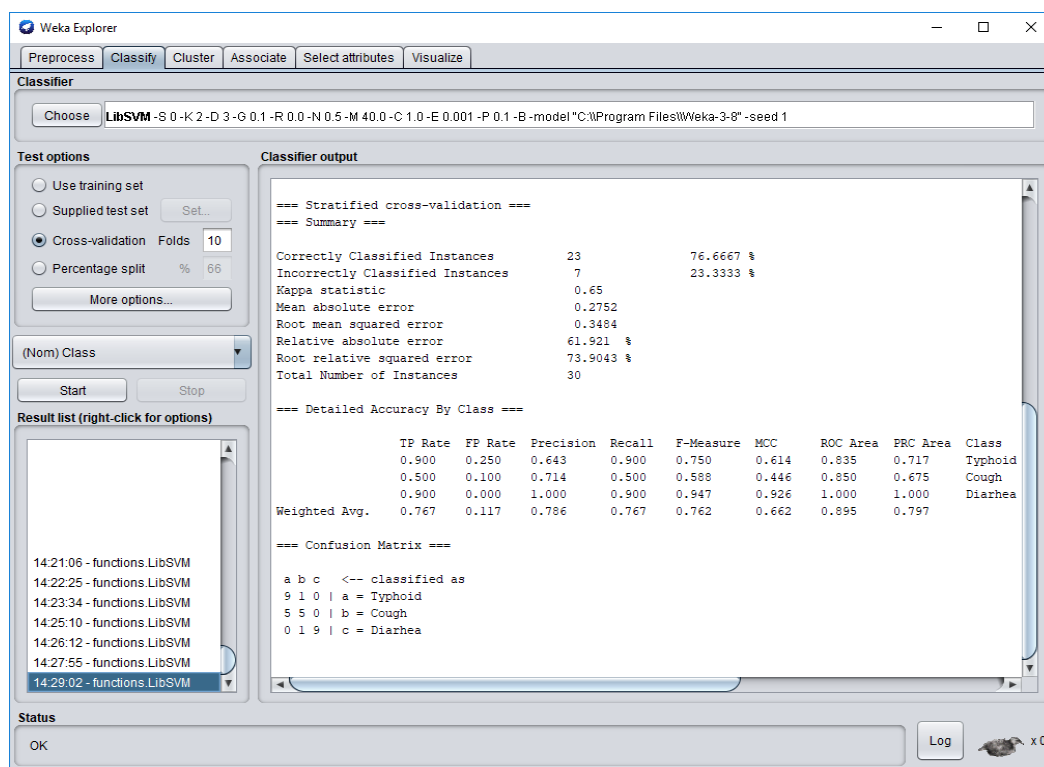 Weka Explorer
Preprocess Classify Cluster Associate Select attributes Visualize
Classifier
Choose LibSVM -S 0 -K 2 -D 3 -G 0.1 -R 0.0 -N 0.5 -M 40.0 -C 1.0 -E 0.001 -P 0.1 -B -model "C:\\Program Files\\Weka-3-8" -seed 1
Test options
Use training set
Supplied test set Set...
Cross-validation Folds 10
Percentage split % 66
More options...
(Nom) Class
Start Stop
Result list (right-click for options)
14:21:06 - functions.LibSVM
14:22:25 - functions.LibSVM
14:23:34 - functions.LibSVM
14:25:10 - functions.LibSVM
14:26:12 - functions.LibSVM
14:27:55 - functions.LibSVM
14:29:02 - functions.LibSVM
Classifier output
=== Stratified cross-validation ===
=== Summary ===
Correctly Classified Instances 23 76.6667 %
Incorrectly Classified Instances 7 23.3333 %
Kappa statistic 0.65
Mean absolute error 0.2752
Root mean squared error 0.3484
Relative absolute error 61.921 %
Root relative squared error 73.9043 %
Total Number of Instances 30
=== Detailed Accuracy By Class ===
TP Rate FP Rate Precision Recall F-Measure MCC ROC Area PRC Area Class
0.900 0.250 0.643 0.900 0.750 0.614 0.835 0.717 Typhoid
0.500 0.100 0.714 0.500 0.588 0.446 0.850 0.675 Cough
0.900 0.000 1.000 0.900 0.947 0.926 1.000 1.000 Diarhea
Weighted Avg. 0.767 0.117 0.786 0.767 0.762 0.662 0.895 0.797
=== Confusion Matrix ===
a b c <-- classified as
9 1 0 | a = Typhoid
5 5 0 | b = Cough
0 1 9 | c = Diarhea
Status
OK
Log x 0